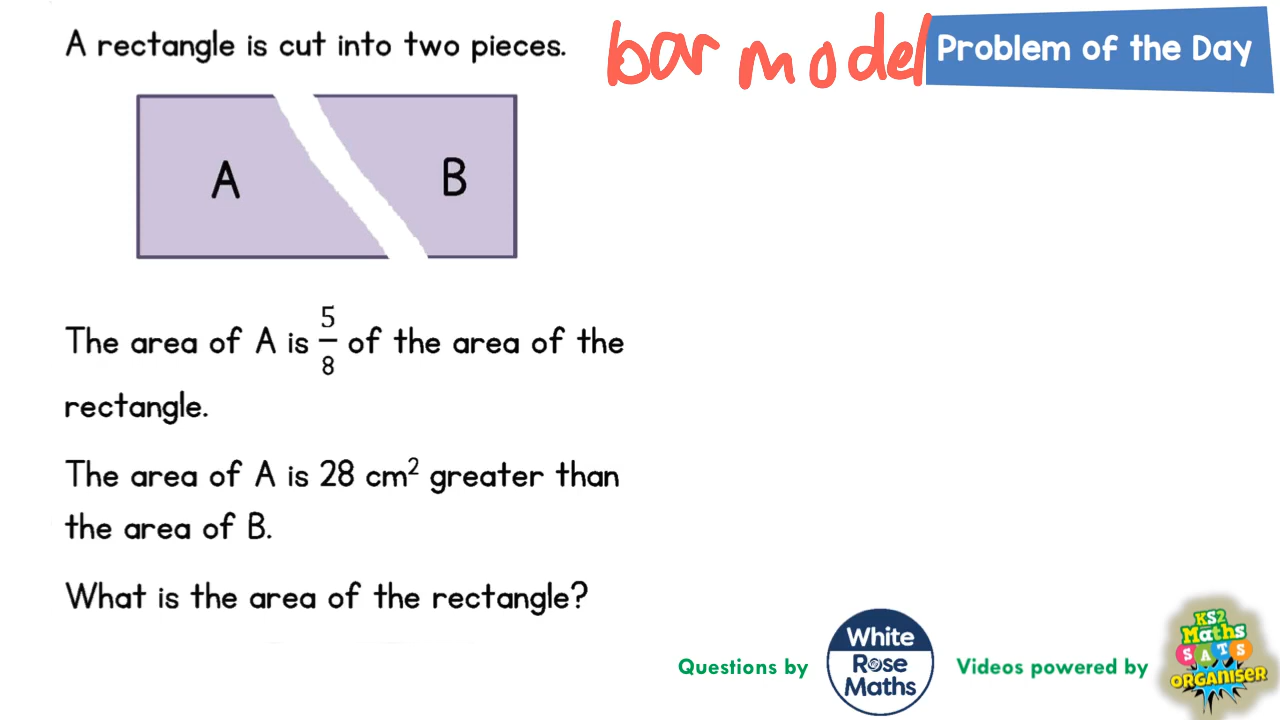 A rectangle is cut into two pieces.
bar model
Problem of the Day
A
B
The area of A is 5/8 of the area of the
rectangle.
The area of A is 28 cm² greater than
the area of B.
What is the area of the rectangle?
Questions by
White
Rose
Maths
Videos powered by
KS2
Maths
SATS
ORGANISER